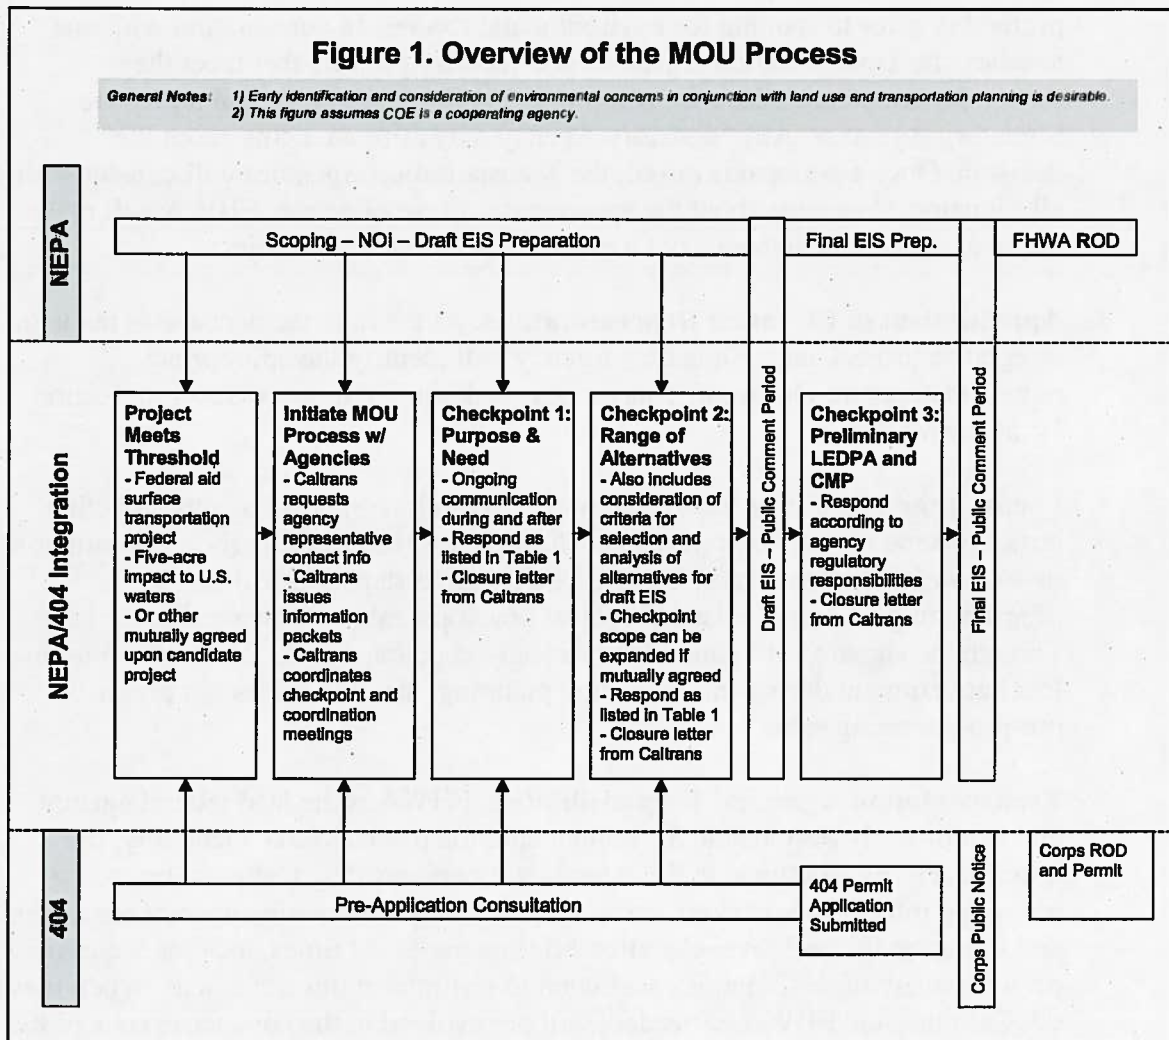 Figure 1. Overview of the MOU Process
General Notes: 1) Early identification and consideration of environmental concerns in conjunction with land use and transportation planning is desirable.
2) This figure assumes COE is a cooperating agency.
NEPA
Scoping – NOI – Draft EIS Preparation
Final EIS Prep.
FHWA ROD
NEPA/404 Integration
Project
Meets
Threshold
- Federal aid
surface
transportation
project
- Five-acre
impact to U.S.
waters
- Or other
mutually agreed
upon candidate
project
Initiate MOU
Process w/
Agencies
- Caltrans
requests
agency
representative
contact info
- Caltrans
issues
information
packets
- Caltrans
coordinates
checkpoint and
coordination
meetings
Checkpoint 1:
Purpose &
Need
- Ongoing
communication
during and after
- Respond as
listed in Table 1
- Closure letter
from Caltrans
Checkpoint 2:
Range of
Alternatives
- Also includes
consideration of
criteria for
selection and
analysis of
alternatives for
draft EIS
- Checkpoint
scope can be
expanded if
mutually agreed
- Respond as
listed in Table 1
- Closure letter
from Caltrans
Draft EIS - Public Comment Period
Checkpoint 3:
Preliminary
LEDPA and
CMP
- Respond
according to
agency
regulatory
responsibilities
- Closure letter
from Caltrans
Final EIS - Public Comment Period
404
Pre-Application Consultation
404 Permit
Application
Submitted
Corps Public Notice
Corps ROD
and Permit